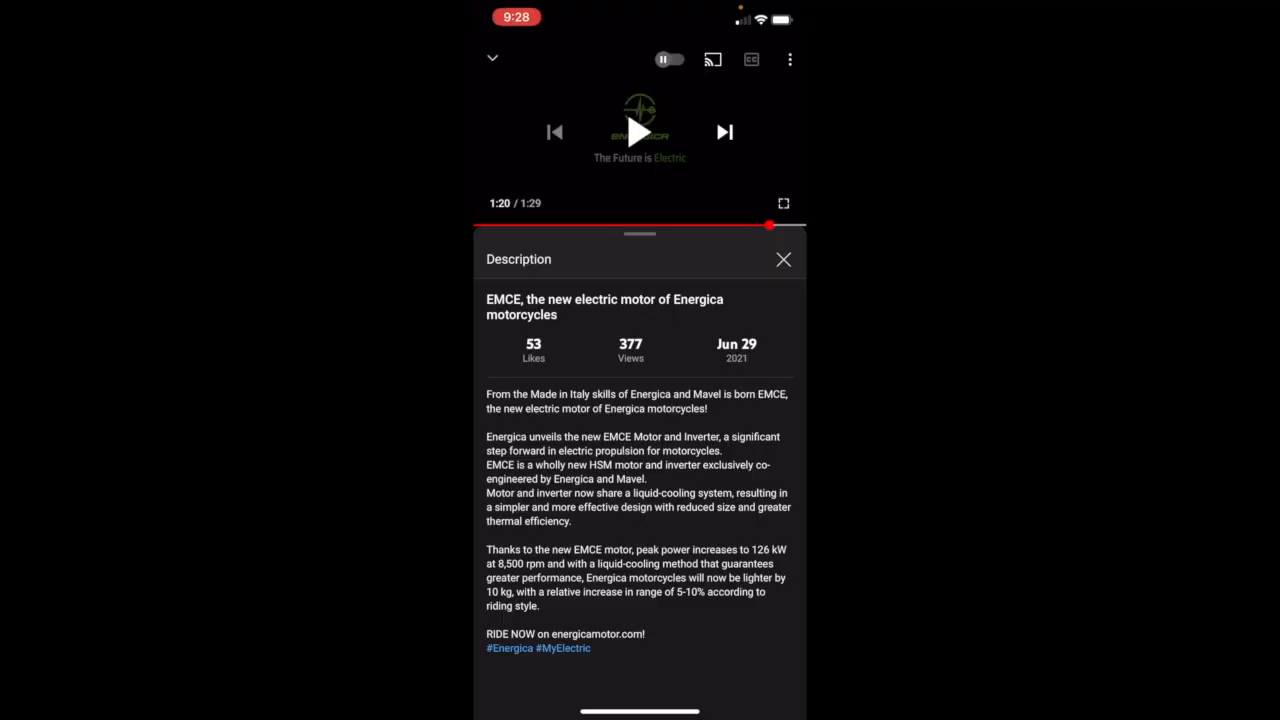 9:28
CC
ENERGICA
The Future is Electric
1:20 / 1:29
Description
EMCE, the new electric motor of Energica
motorcycles
53
377
Jun 29
Likes
Views
2021
From the Made in Italy skills of Energica and Mavel is born EMCE,
the new electric motor of Energica motorcycles!
Energica unveils the new EMCE Motor and Inverter, a significant
step forward in electric propulsion for motorcycles.
EMCE is a wholly new HSM motor and inverter exclusively co-
engineered by Energica and Mavel.
Motor and inverter now share a liquid-cooling system, resulting in
a simpler and more effective design with reduced size and greater
thermal efficiency.
Thanks to the new EMCE motor, peak power increases to 126 kW
at 8,500 rpm and with a liquid-cooling method that guarantees
greater performance, Energica motorcycles will now be lighter by
10 kg, with a relative increase in range of 5-10% according to
riding style.
RIDE NOW on energicamotor.com!
#Energica #MyElectric